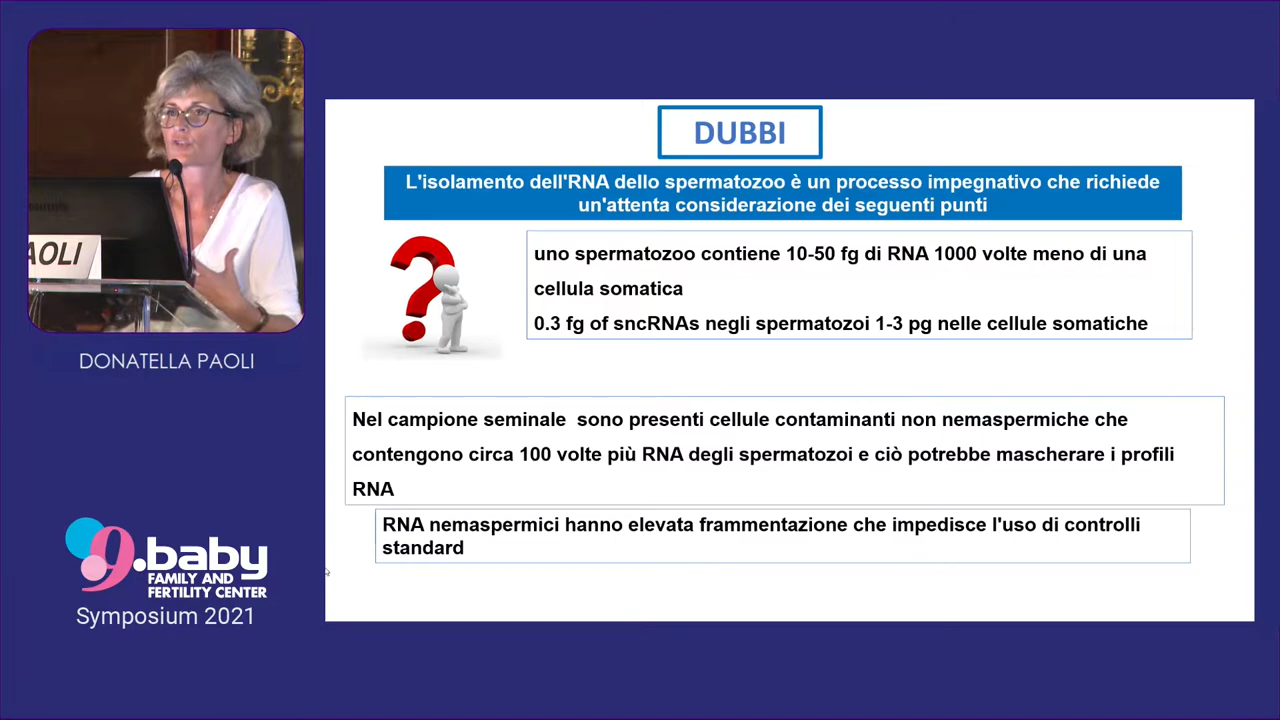 DUBBI
L'isolamento dell'RNA dello spermatozoo è un processo impegnativo che richiede
un'attenta considerazione dei seguenti punti
uno spermatozoo contiene 10-50 fg di RNA 1000 volte meno di una
cellula somatica
0.3 fg of sncRNAs negli spermatozoi 1-3 pg nelle cellule somatiche
Nel campione seminale sono presenti cellule contaminanti non nemaspermiche che
contengono circa 100 volte più RNA degli spermatozoi e ciò potrebbe mascherare i profili
RNA
RNA nemaspermici hanno elevata frammentazione che impedisce l'uso di controlli
standard
AOLI
DONATELLA PAOLI
9.baby
FAMILY AND
FERTILITY CENTER
Symposium 2021